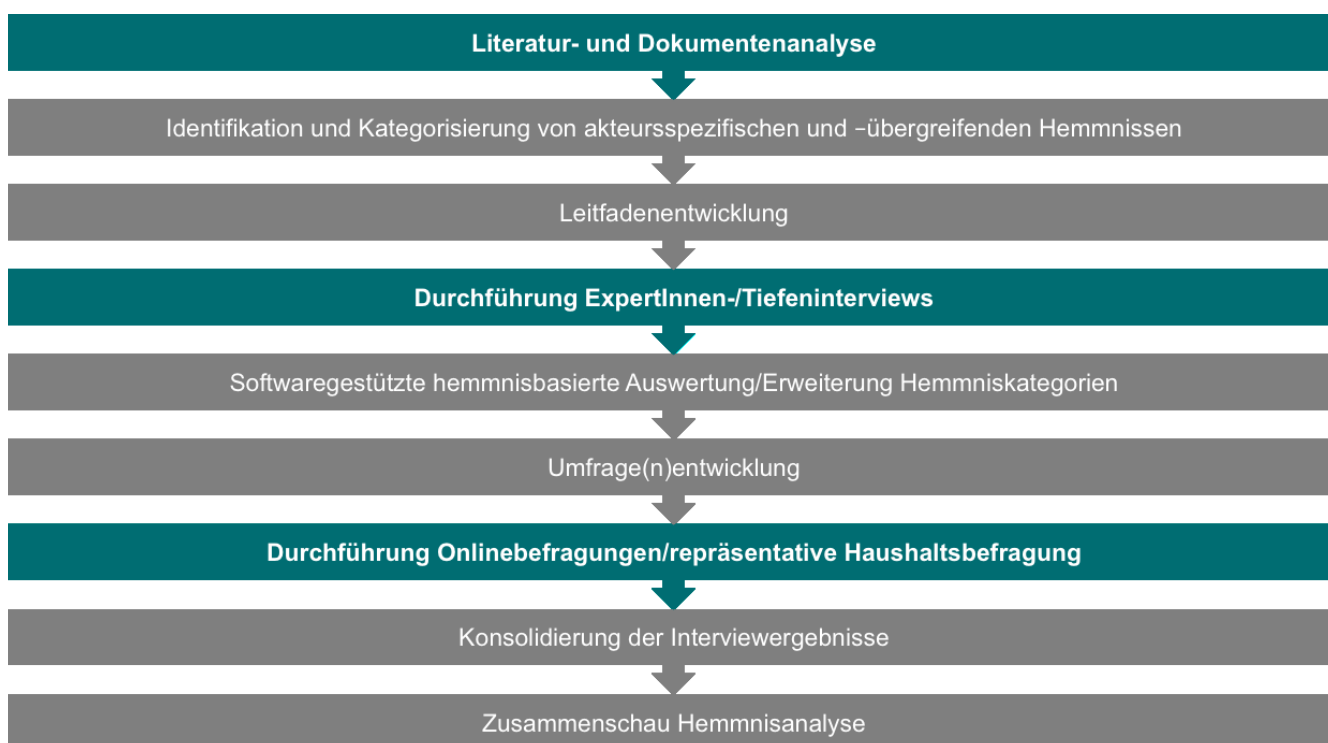 Literatur- und Dokumentenanalyse
Identifikation und Kategorisierung von akteursspezifischen und –übergreifenden Hemmnissen
Leitfadenentwicklung
Durchführung ExpertInnen-/Tiefeninterviews
Softwaregestützte hemmnisbasierte Auswertung/Erweiterung Hemmniskategorien
Umfrage(n)entwicklung
Durchführung Onlinebefragungen/repräsentative Haushaltsbefragung
Konsolidierung der Interviewergebnisse
Zusammenschau Hemmnisanalyse